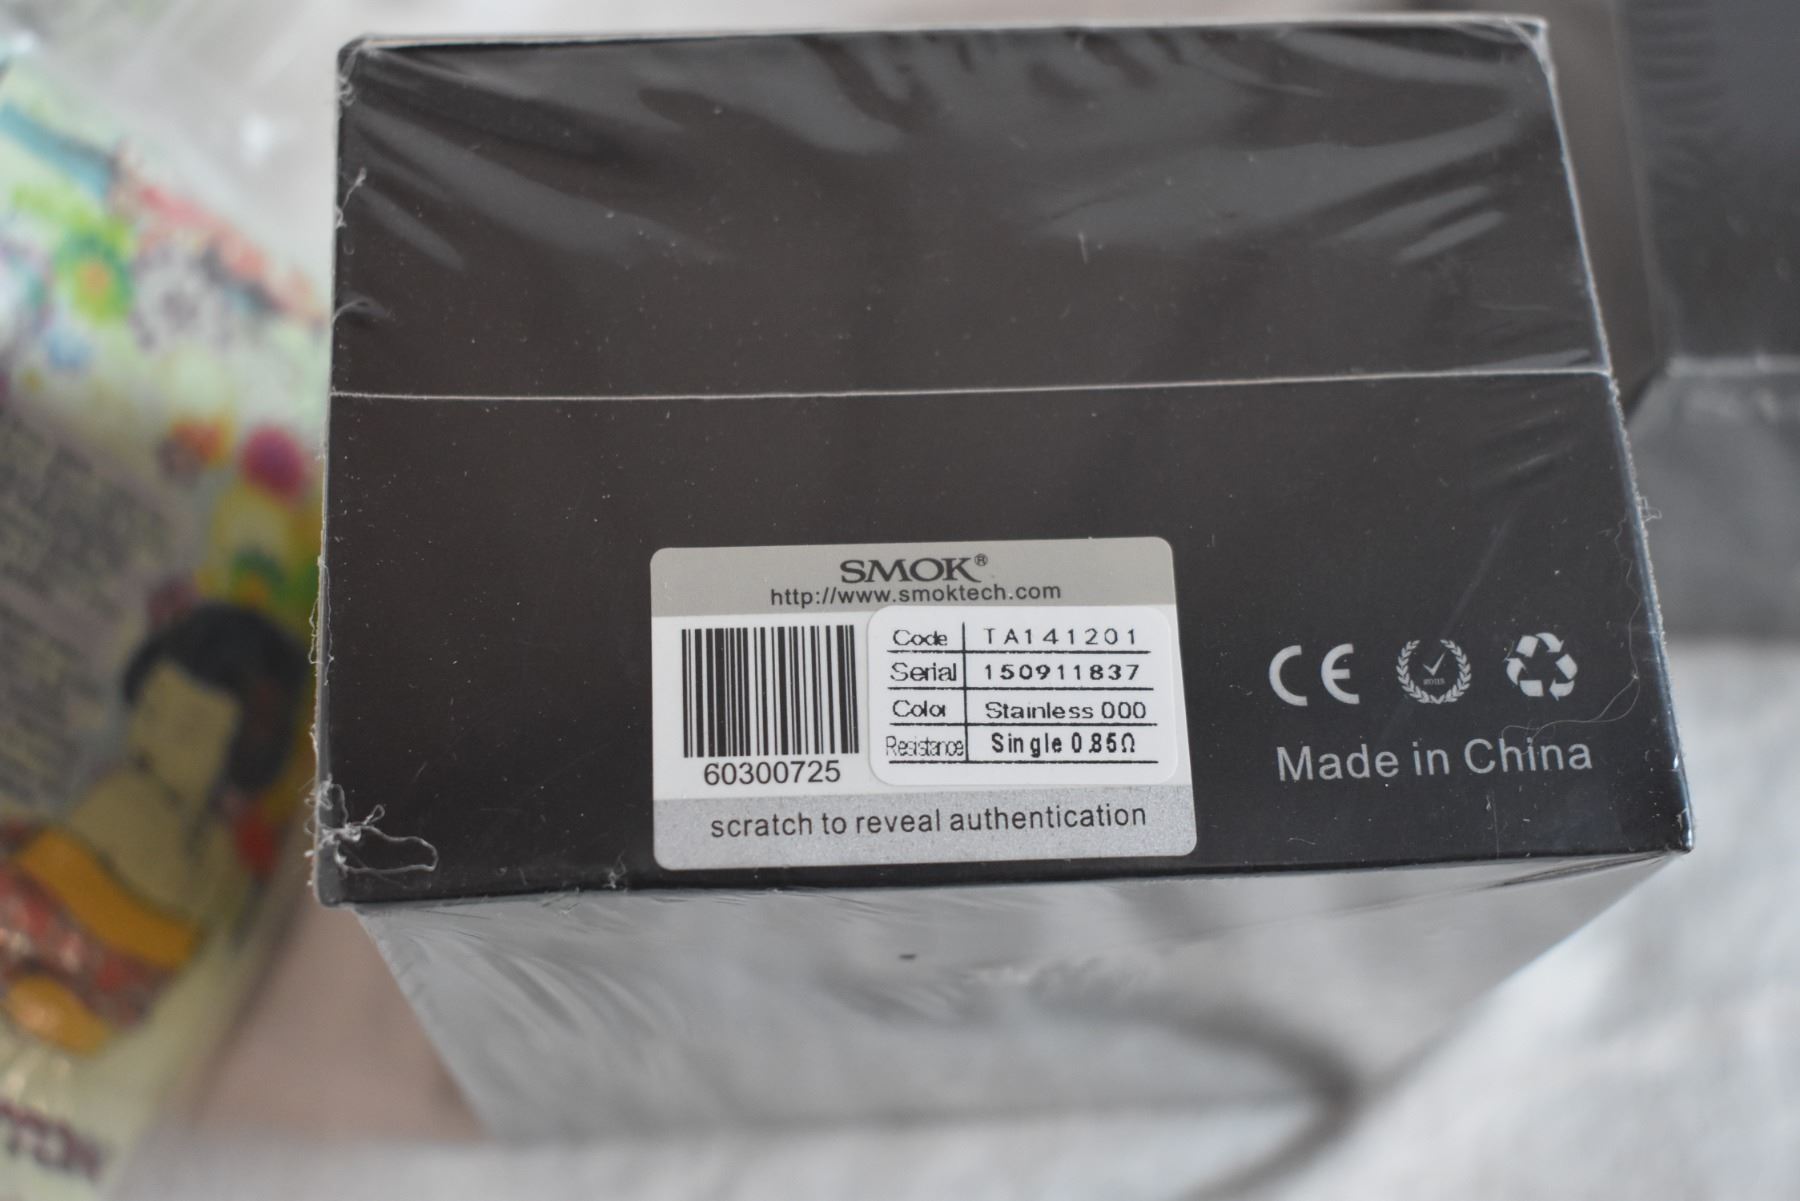 SMOK®
http://www.smoktech.com
Code TA141201
Serial 150911837
Color Stainless 000
Resistance Single 0.85Ω
60300725
scratch to reveal authentication
CE
Made in China